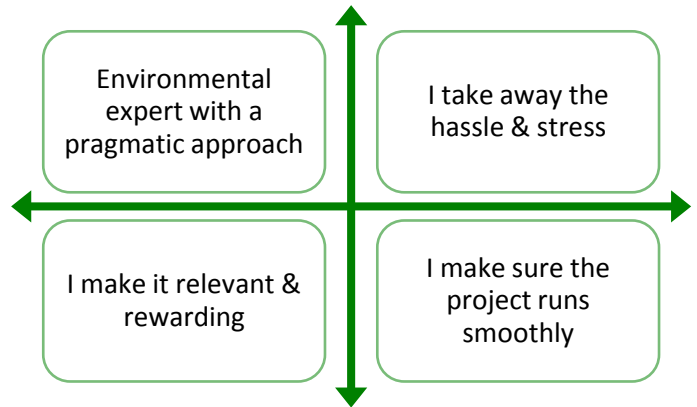 Environmental
expert with a
pragmatic approach
I take away the
hassle & stress
I make it relevant &
rewarding
I make sure the
project runs
smoothly